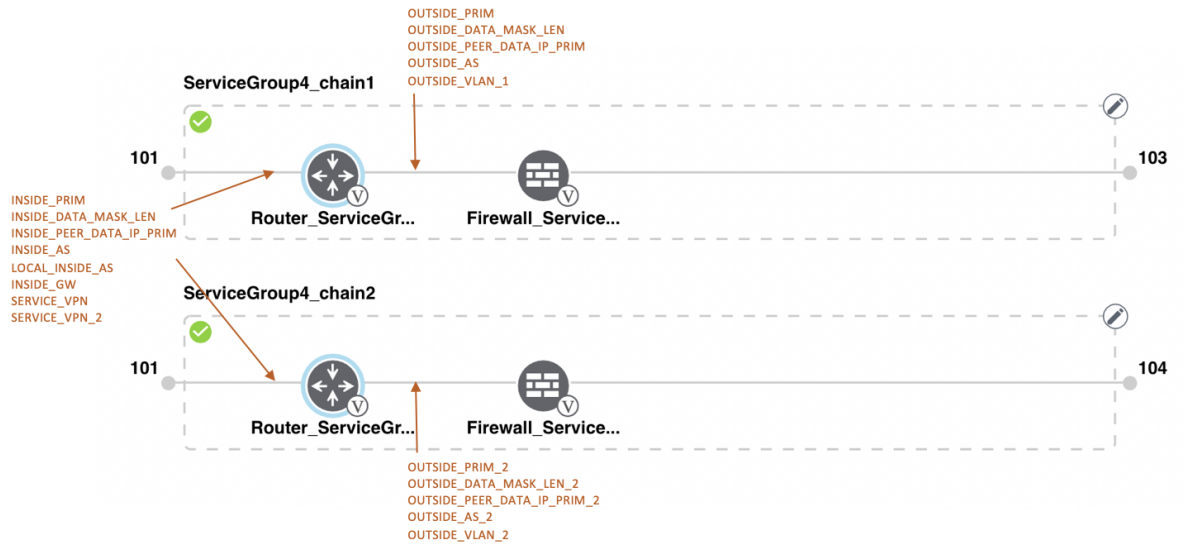 OUTSIDE_PRIM
OUTSIDE_DATA_MASK_LEN
OUTSIDE_PEER_DATA_IP_PRIM
OUTSIDE_AS
OUTSIDE_VLAN_1
ServiceGroup4_chain1
101
103
V
V
Router_ServiceGr...
Firewall_Service...
INSIDE_PRIM
INSIDE_DATA_MASK_LEN
INSIDE_PEER_DATA_IP_PRIM
INSIDE_AS
LOCAL_INSIDE_AS
INSIDE_GW
SERVICE_VPN
SERVICE_VPN_2
ServiceGroup4_chain2
101
104
V
V
Router_ServiceGr...
Firewall_Service...
OUTSIDE_PRIM_2
OUTSIDE_DATA_MASK_LEN_2
OUTSIDE_PEER_DATA_IP_PRIM_2
OUTSIDE_AS_2
OUTSIDE_VLAN_2